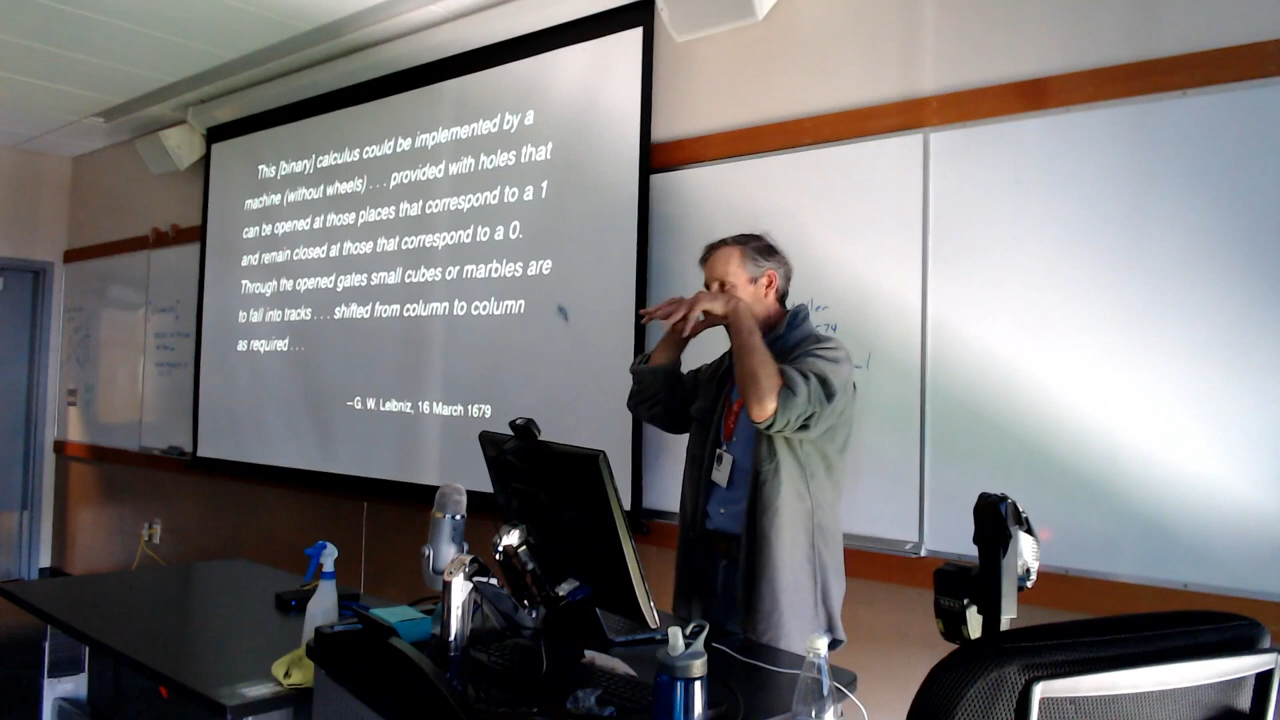 This [binary] calculus could be implemented by a
machine (without wheels) . . . provided with holes that
can be opened at those places that correspond to a 1
and remain closed at those that correspond to a 0.
Through the opened gates small cubes or marbles are
to fall into tracks . . . shifted from column to column
as required . . .
–G. W. Leibniz, 16 March 1679